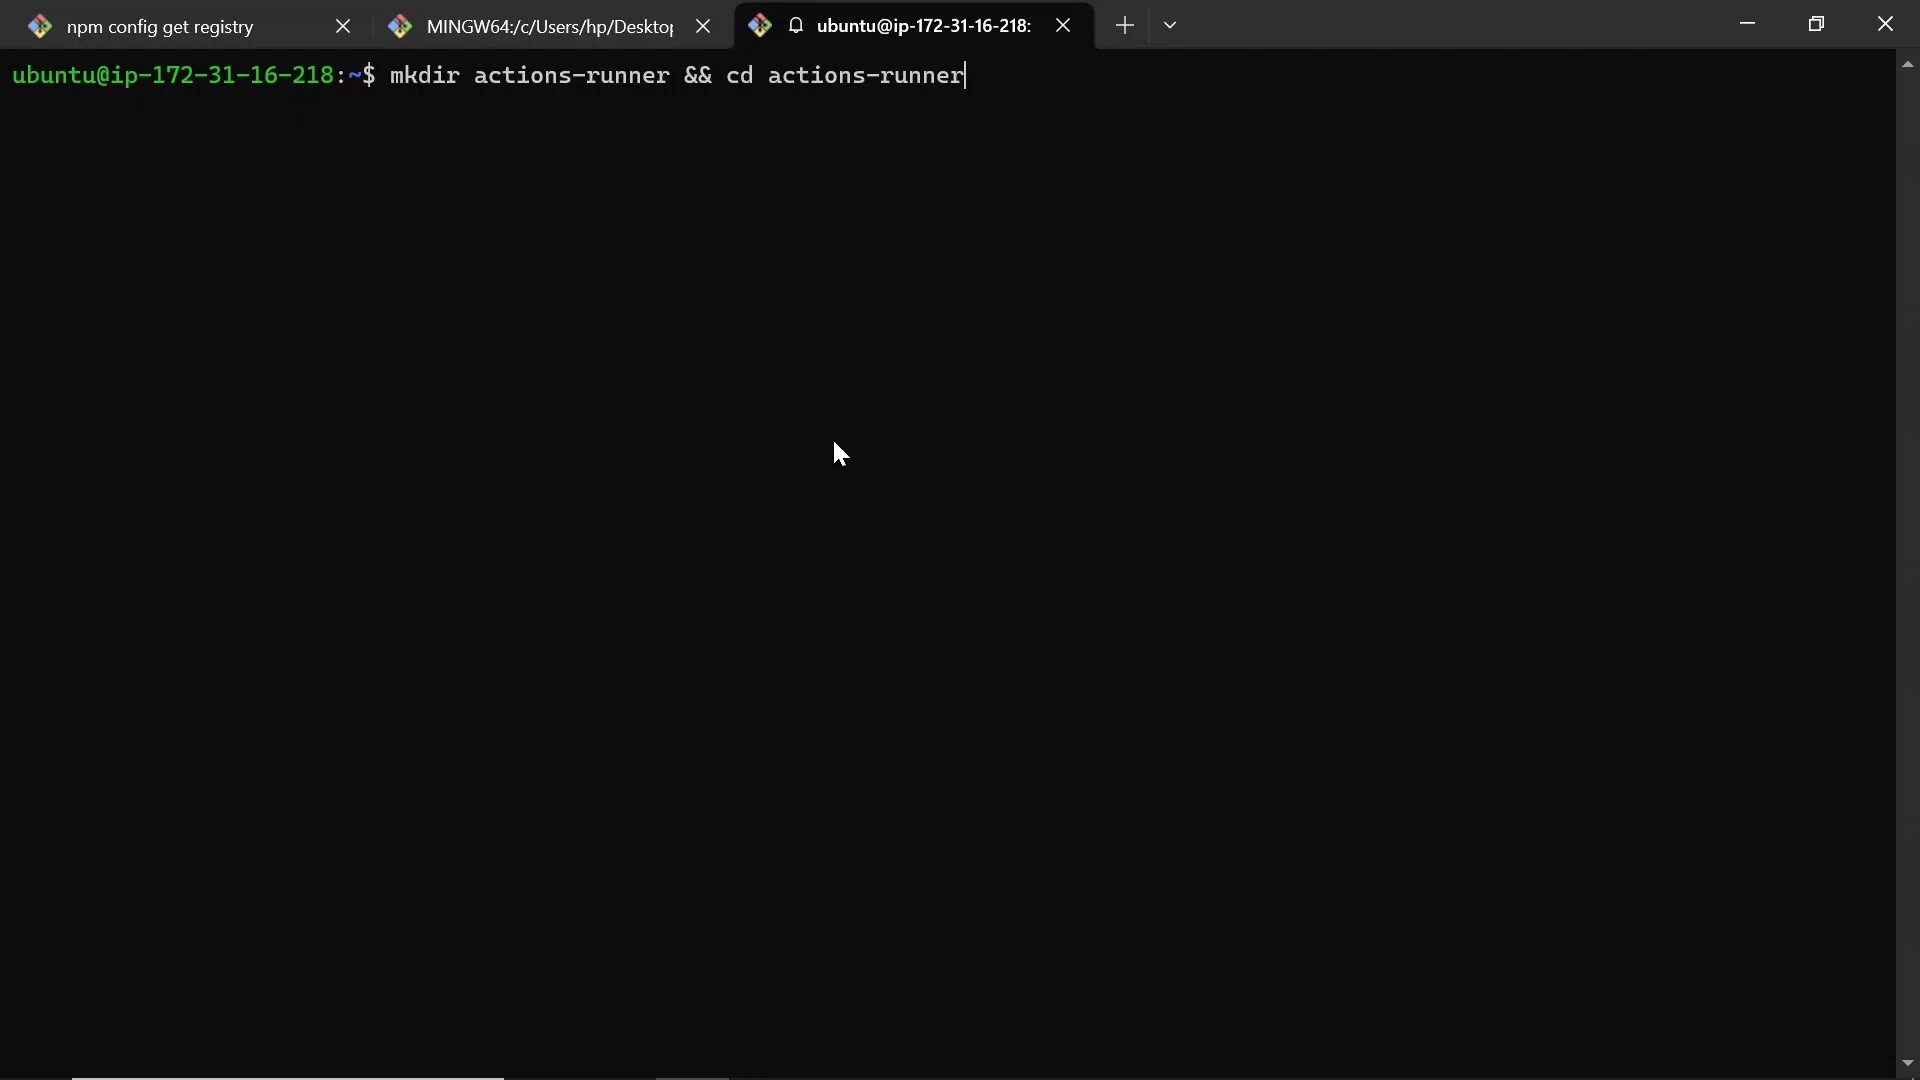 npm config get registry
MINGW64:/c/Users/hp/Desktop
ubuntu@ip-172-31-16-218:
ubuntu@ip-172-31-16-218:~$ mkdir actions-runner && cd actions-runner